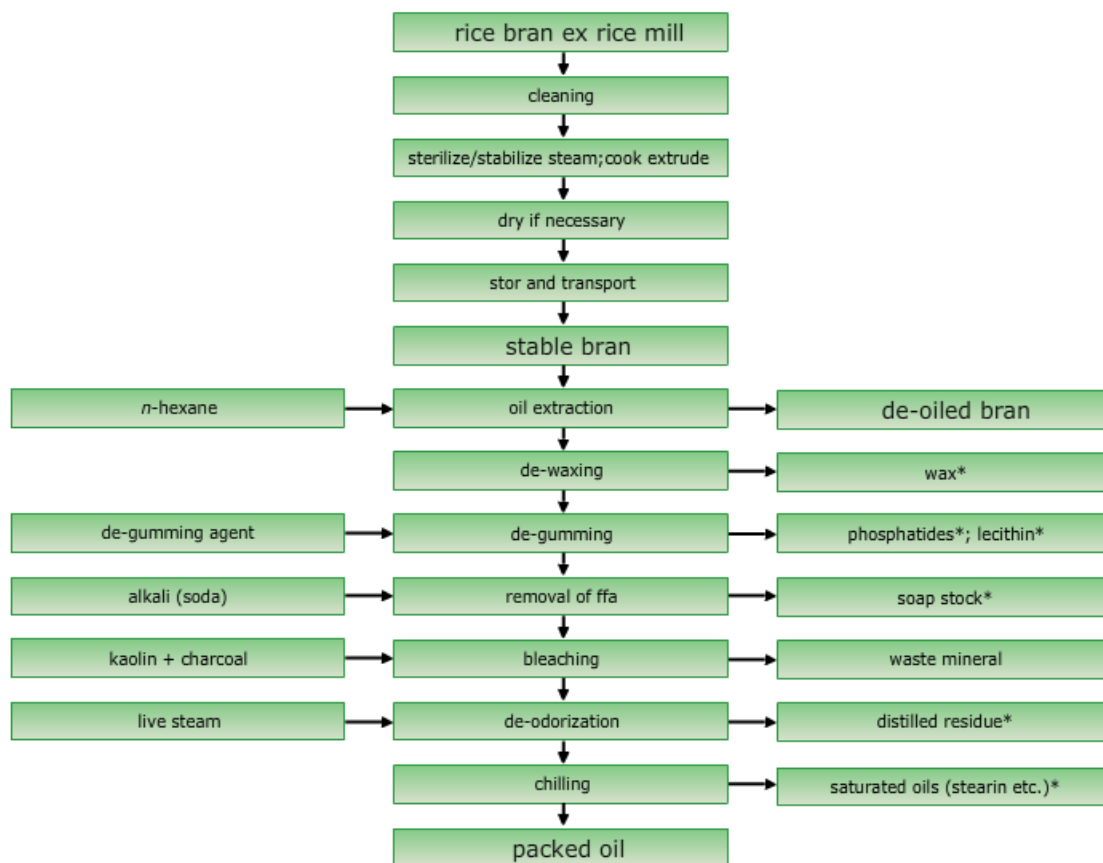 rice bran ex rice mill
cleaning
sterilize/stabilize steam;cook extrude
dry if necessary
stor and transport
stable bran
n-hexane
oil extraction
de-oiled bran
de-waxing
wax*
de-gumming agent
de-gumming
phosphatides*; lecithin*
alkali (soda)
removal of ffa
soap stock*
kaolin + charcoal
bleaching
waste mineral
live steam
de-odorization
distilled residue*
chilling
saturated oils (stearin etc.)*
packed oil